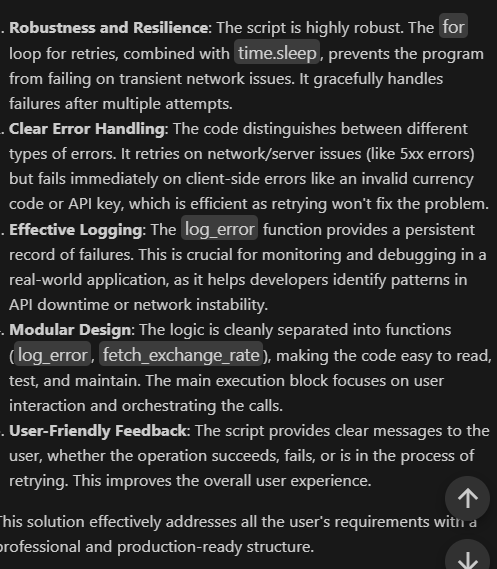 . Robustness and Resilience: The script is highly robust. The for
loop for retries, combined with time.sleep, prevents the program
from failing on transient network issues. It gracefully handles
failures after multiple attempts.
. Clear Error Handling: The code distinguishes between different
types of errors. It retries on network/server issues (like 5xx errors)
but fails immediately on client-side errors like an invalid currency
code or API key, which is efficient as retrying won't fix the problem.
. Effective Logging: The log_error function provides a persistent
record of failures. This is crucial for monitoring and debugging in a
real-world application, as it helps developers identify patterns in
API downtime or network instability.
. Modular Design: The logic is cleanly separated into functions
(log_error, fetch_exchange_rate), making the code easy to read,
test, and maintain. The main execution block focuses on user
interaction and orchestrating the calls.
. User-Friendly Feedback: The script provides clear messages to the
user, whether the operation succeeds, fails, or is in the process of
retrying. This improves the overall user experience.
This solution effectively addresses all the user's requirements with a
professional and production-ready structure.